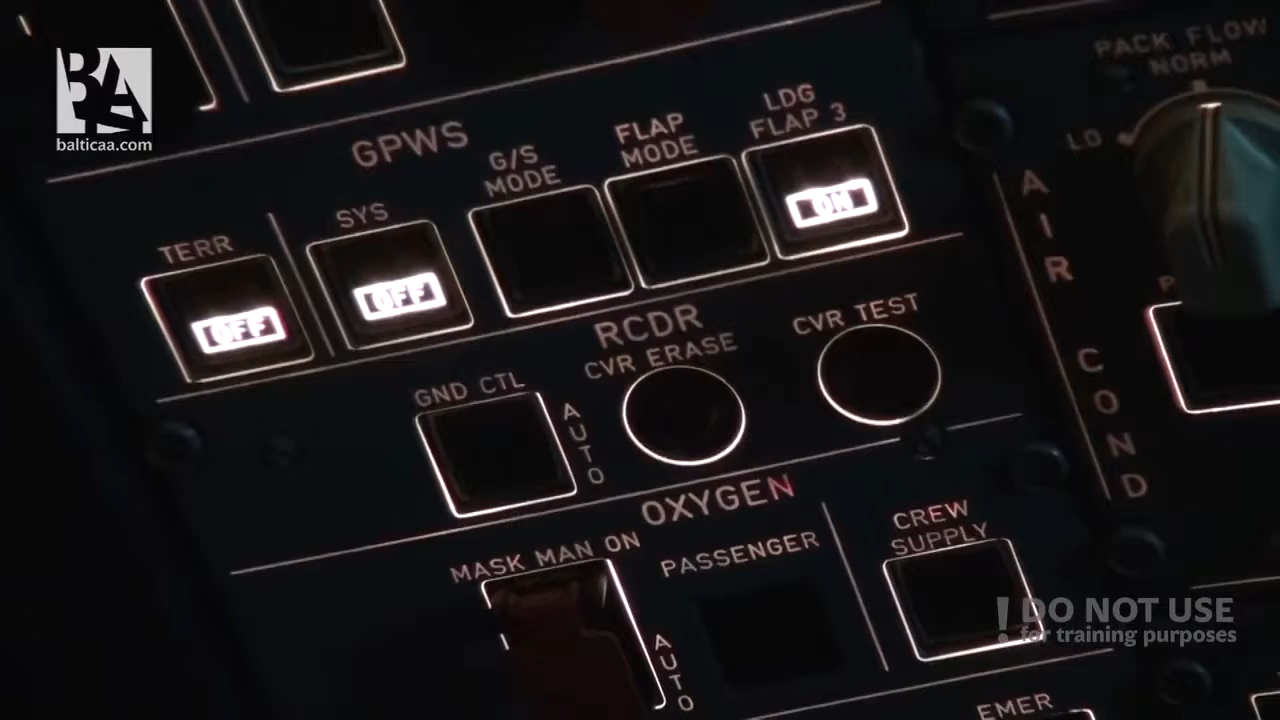 BA
balticaa.com
PACK FLOW
NORM
LO
GPWS
TERR
OFF
SYS
OFF
G/S
MODE
FLAP
MODE
LDG
FLAP 3
ON
AIR COND
RCDR
GND CTL
AUTO
CVR ERASE
CVR TEST
OXYGEN
MASK MAN ON
AUTO
PASSENGER
CREW
SUPPLY
! DO NOT USE
for training purposes
EMER